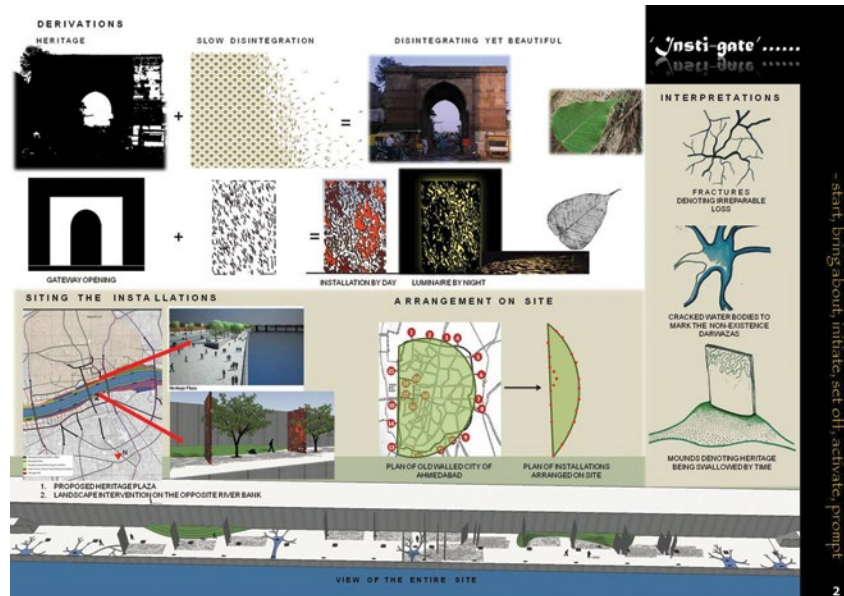 DERIVATIONS
HERITAGE
SLOW DISINTEGRATION
DISINTEGRATING YET BEAUTIFUL
+
=
GATEWAY OPENING
+
=
INSTALLATION BY DAY
LUMINAIRE BY NIGHT
SITING THE INSTALLATIONS
Heritage Plaza
2
N
1. PROPOSED HERITAGE PLAZA
2. LANDSCAPE INTERVENTION ON THE OPPOSITE RIVER BANK
ARRANGEMENT ON SITE
PLAN OF OLD WALLED CITY OF
AHMEDABAD
PLAN OF INSTALLATIONS
ARRANGED ON SITE
VIEW OF THE ENTIRE SITE
'Insti-gate'......
INTERPRETATIONS
FRACTURES
DENOTING IRREPARABLE
LOSS
CRACKED WATER BODIES TO
MARK THE NON-EXISTENCE
DARWAZAS
MOUNDS DENOTING HERITAGE
BEING SWALLOWED BY TIME
- start, bring about, initiate, set off, activate, prompt
2